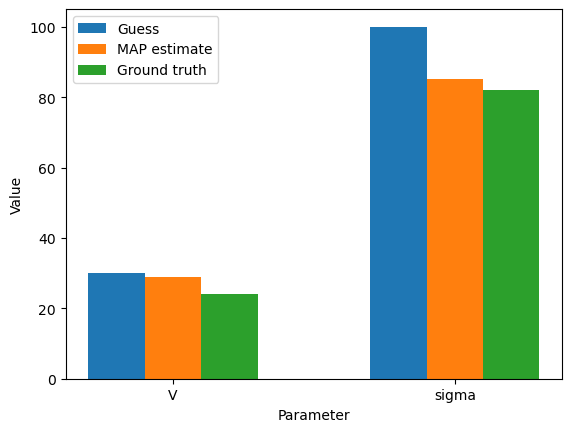 Guess
MAP estimate
Ground truth
100
80
60
40
20
0
Value
V
sigma
Parameter